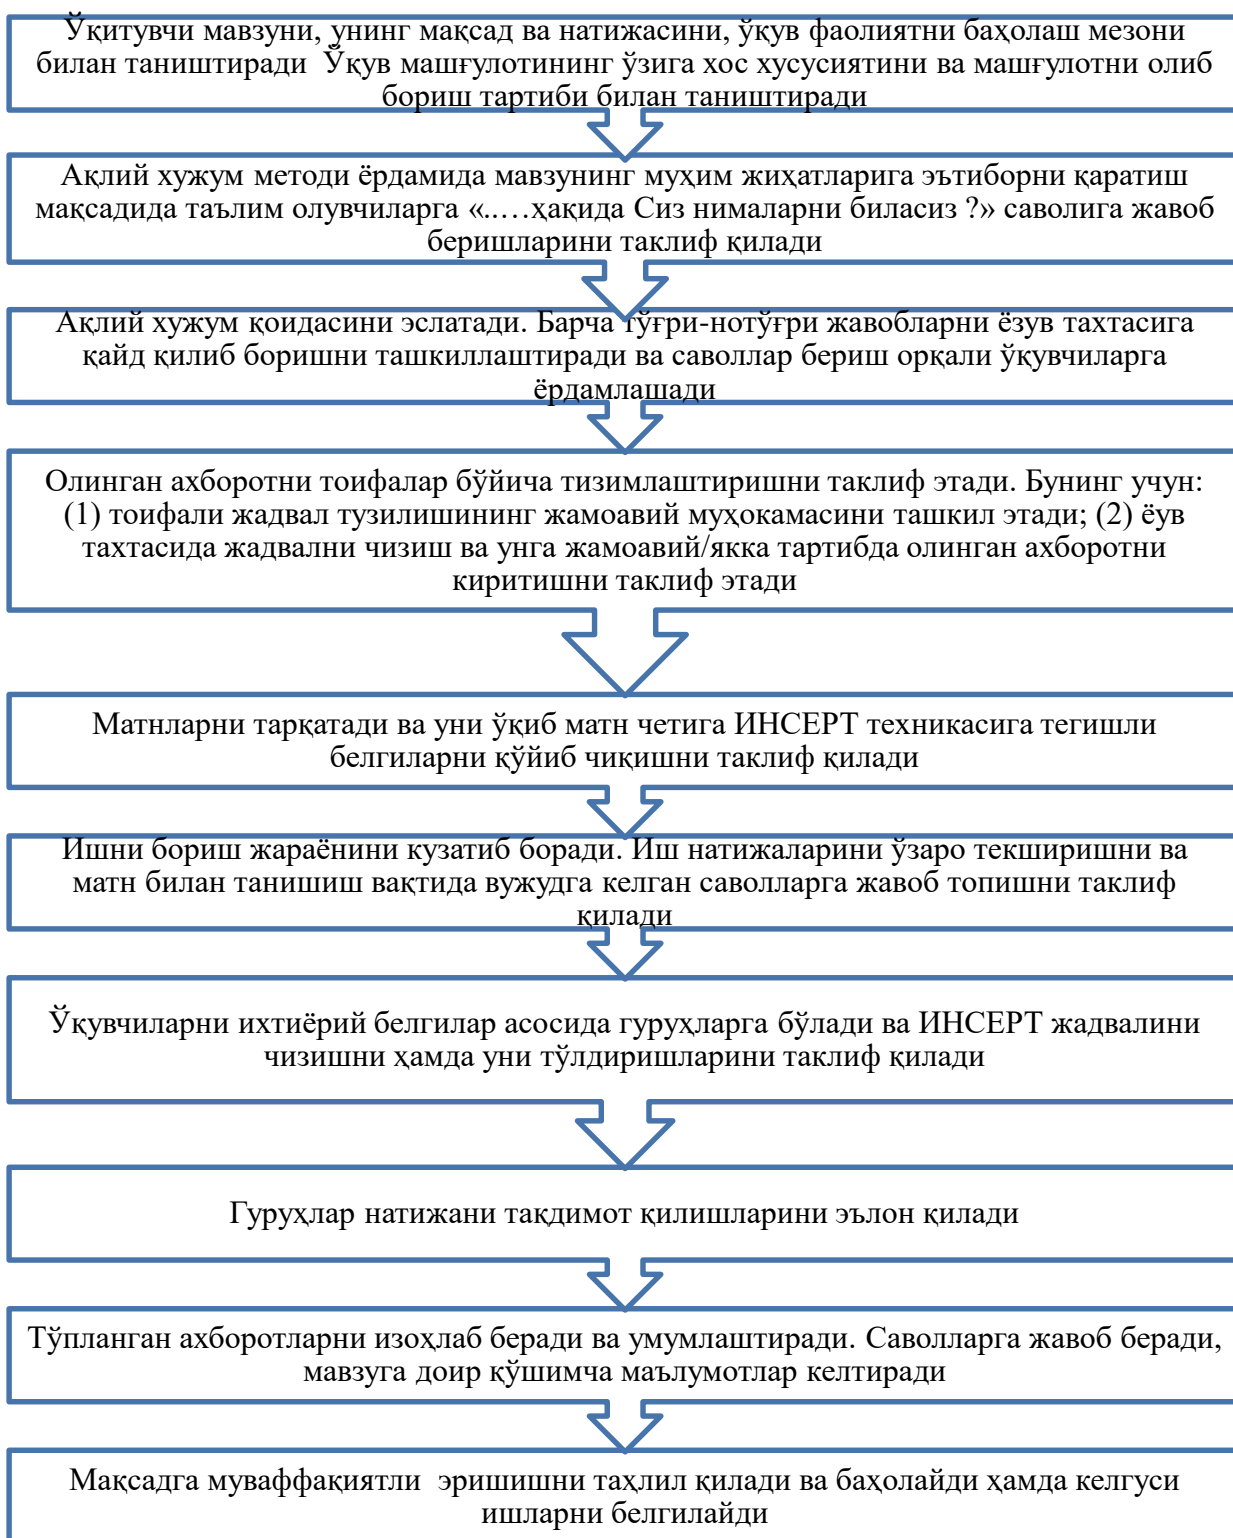 Ўқитувчи мавзуни, унинг мақсад ва натижасини, ўқув фаолиятни баҳолаш мезони
билан таништиради  Ўқув машғулотининг ўзига хос хусусиятини ва машғулотни олиб
бориш тартиби билан таништиради
Ақлий хужум методи ёрдамида мавзунинг муҳим жиҳатларига эътиборни қаратиш
мақсадида таълим олувчиларга «..…ҳақида Сиз нималарни биласиз ?» саволига жавоб
беришларини таклиф қилади
Ақлий хужум қоидасини эслатади. Барча тўғри-нотўғри жавобларни ёзув тахтасига
қайд қилиб боришни ташкиллаштиради ва саволлар бериш орқали ўқувчиларга
ёрдамлашади
Олинган ахборотни тоифалар бўйича тизимлаштиришни таклиф этади. Бунинг учун:
(1) тоифали жадвал тузилишининг жамоавий муҳокамасини ташкил этади; (2) ёув
тахтасида жадвални чизиш ва унга жамоавий/якка тартибда олинган ахборотни
киритишни таклиф этади
Матнларни тарқатади ва уни ўқиб матн четига ИНСЕРТ техникасига тегишли
белгиларни қўйиб чиқишни таклиф қилади
Ишни бориш жараёнини кузатиб боради. Иш натижаларини ўзаро текширишни ва
матн билан танишиш вақтида вужудга келган саволларга жавоб топишни таклиф
қилади
Ўқувчиларни ихтиёрий белгилар асосида гуруҳларга бўлади ва ИНСЕРТ жадвалини
чизишни ҳамда уни тўлдиришларини таклиф қилади
Гуруҳлар натижани тақдимот қилишларини эълон қилади
Тўпланган ахборотларни изоҳлаб беради ва умумлаштиради. Саволларга жавоб беради,
мавзуга доир қўшимча маълумотлар келтиради
Мақсадга муваффақиятли  эришишни таҳлил қилади ва баҳолайди ҳамда келгуси
ишларни белгилайди